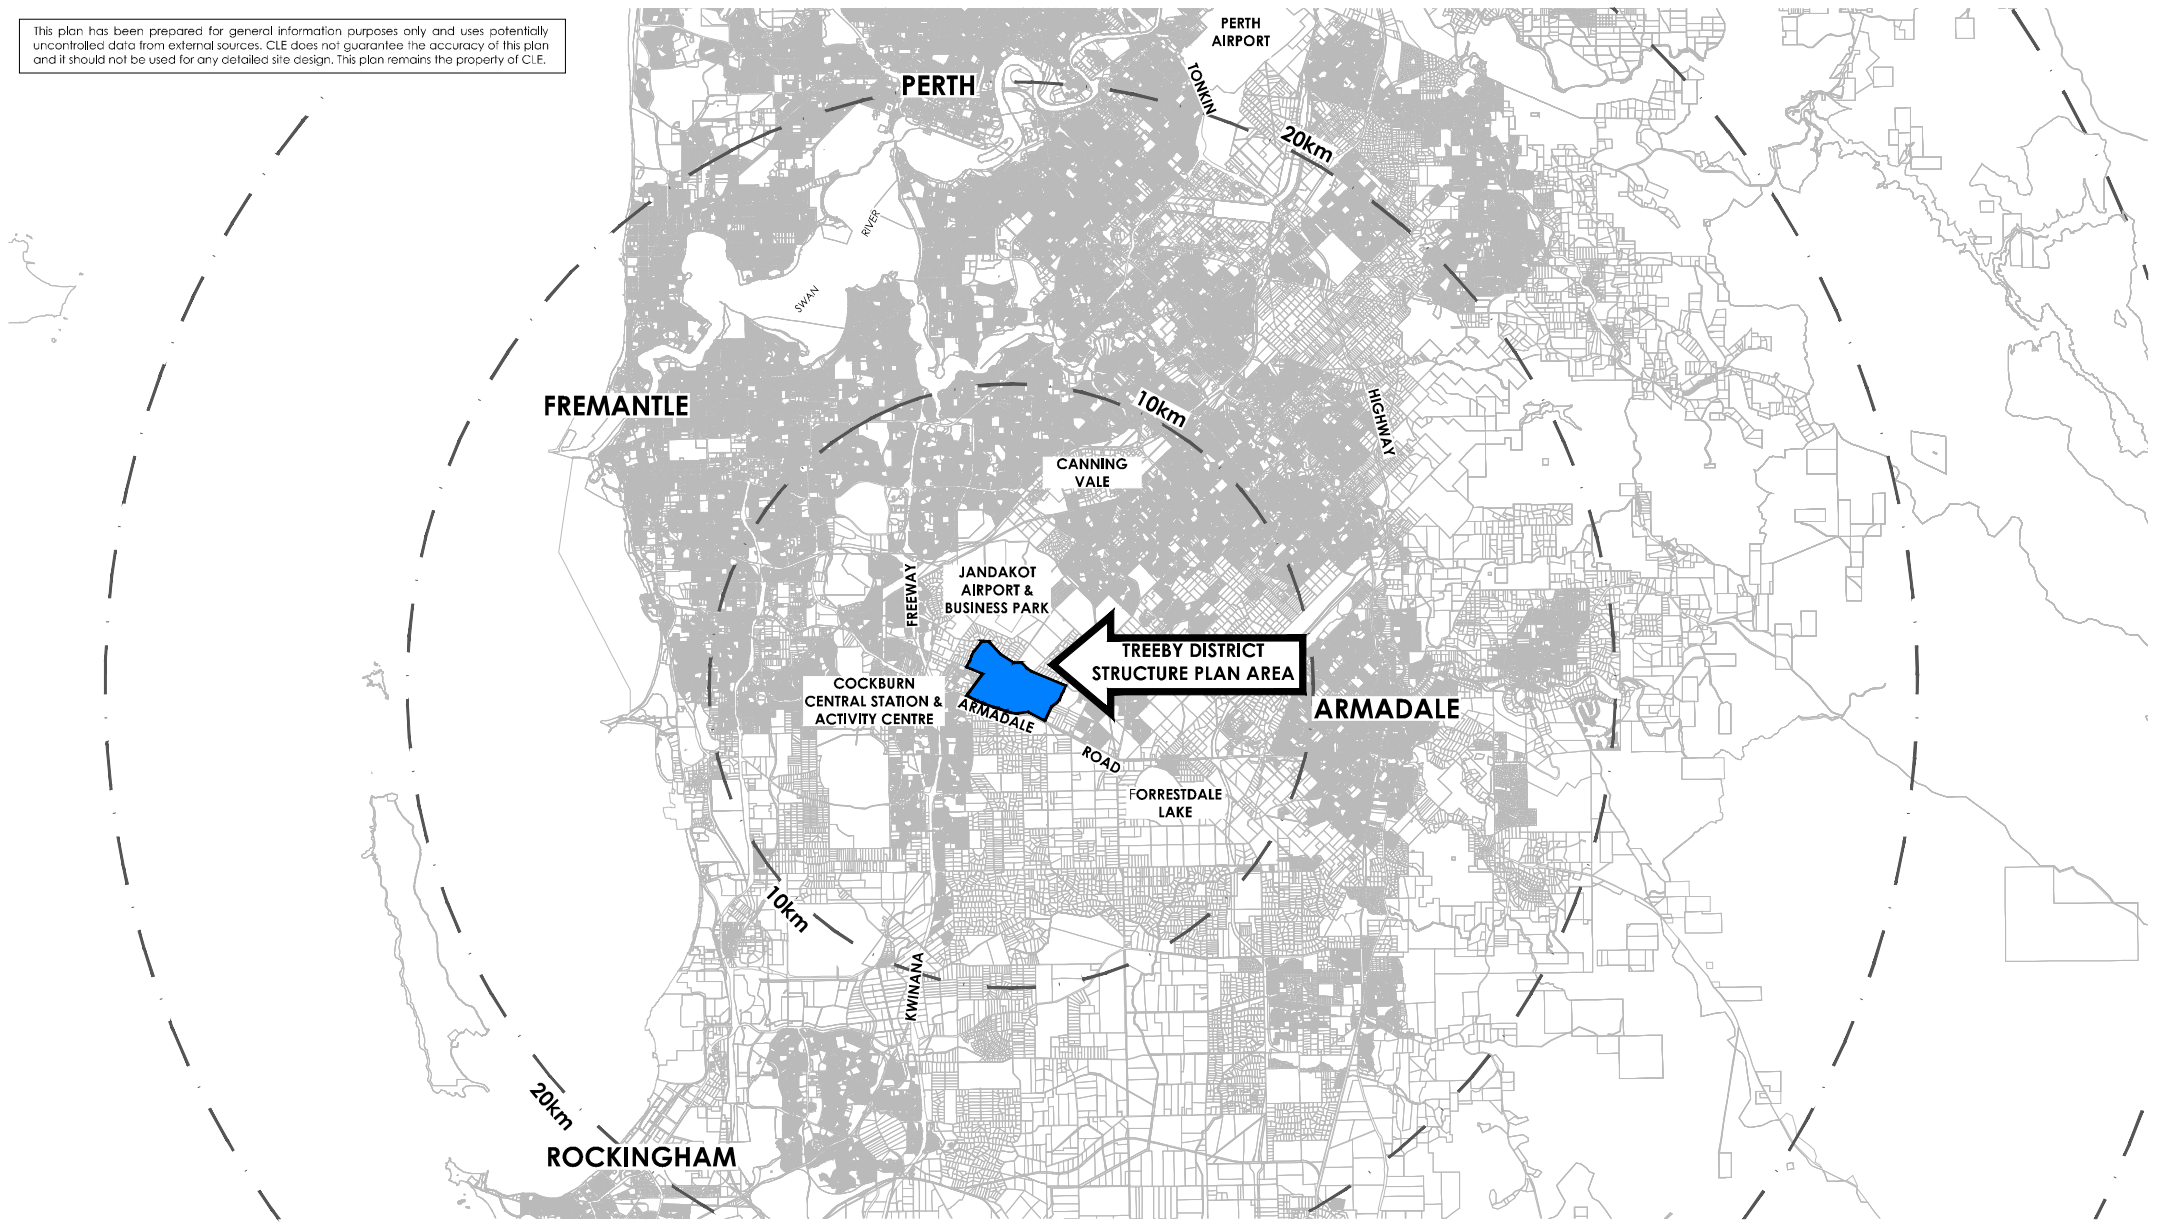 This plan has been prepared for general information purposes only and uses potentially
uncontrolled data from external sources. CLE does not guarantee the accuracy of this plan
and it should not be used for any detailed site design. This plan remains the property of CLE.
PERTH
AIRPORT
PERTH
TONKIN
20km
RIVER
SWAN
FREMANTLE
10km
HIGHWAY
CANNING
VALE
JANDAKOT
AIRPORT &
BUSINESS PARK
FREEWAY
TREEBY DISTRICT
STRUCTURE PLAN AREA
COCKBURN
CENTRAL STATION &
ACTIVITY CENTRE
ARMADALE
ARMADALE
ROAD
FORRESTDALE
LAKE
10km
KWINANA
20km
ROCKINGHAM